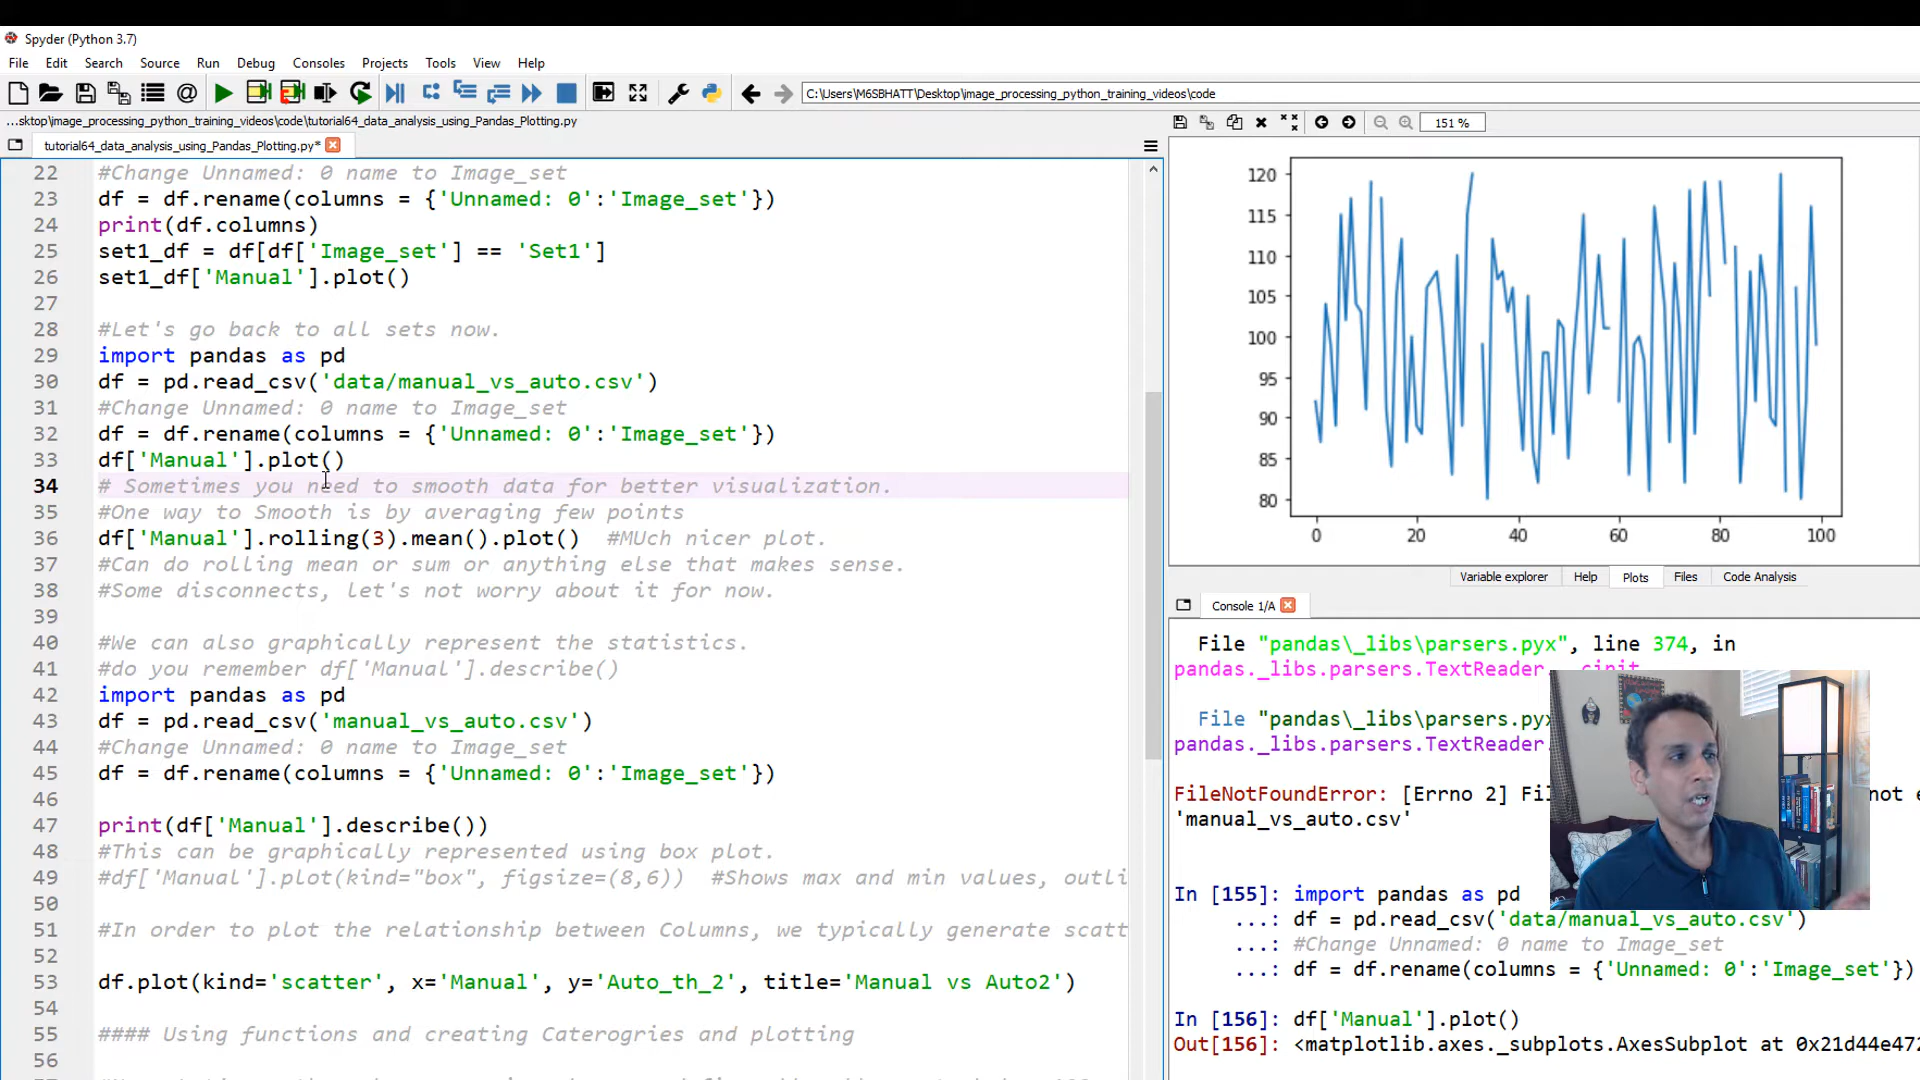 Spyder (Python 3.7)
File Edit Search Source Run Debug Consoles Projects Tools View Help
C:\Users\M6SBHATT\Desktop\image_processing_python_training_videos\code
...sktop\image_processing_python_training_videos\code\tutorial64_data_analysis_using_Pandas_Plotting.py
tutorial64_data_analysis_using_Pandas_Plotting.py*
22 #Change Unnamed: 0 name to Image_set
23 df = df.rename(columns = {'Unnamed: 0':'Image_set'})
24 print(df.columns)
25 set1_df = df[df['Image_set'] == 'Set1']
26 set1_df['Manual'].plot()
27
28 #Let's go back to all sets now.
29 import pandas as pd
30 df = pd.read_csv('data/manual_vs_auto.csv')
31 #Change Unnamed: 0 name to Image_set
32 df = df.rename(columns = {'Unnamed: 0':'Image_set'})
33 df['Manual'].plot()
34 # Sometimes you need to smooth data for better visualization.
35 #One way to Smooth is by averaging few points
36 df['Manual'].rolling(3).mean().plot()  #MUch nicer plot.
37 #Can do rolling mean or sum or anything else that makes sense.
38 #Some disconnects, let's not worry about it for now.
39
40 #We can also graphically represent the statistics.
41 #do you remember df['Manual'].describe()
42 import pandas as pd
43 df = pd.read_csv('manual_vs_auto.csv')
44 #Change Unnamed: 0 name to Image_set
45 df = df.rename(columns = {'Unnamed: 0':'Image_set'})
46
47 print(df['Manual'].describe())
48 #This can be graphically represented using box plot.
49 #df['Manual'].plot(kind="box", figsize=(8,6))  #Shows max and min values, outli
50
51 #In order to plot the relationship between Columns, we typically generate scatt
52
53 df.plot(kind='scatter', x='Manual', y='Auto_th_2', title='Manual vs Auto2')
54
55 #### Using functions and creating Caterogries and plotting
56
151 %
120
115
110
105
100
95
90
85
80
0 20 40 60 80 100
Variable explorer Help Plots Files Code Analysis
Console 1/A
File "pandas\_libs\parsers.pyx", line 374, in
pandas._libs.parsers.TextReader.__cinit
File "pandas\_libs\parsers.pyx
pandas._libs.parsers.TextReader.
FileNotFoundError: [Errno 2] Fil not e
'manual_vs_auto.csv'
In [155]: import pandas as pd
...: df = pd.read_csv('data/manual_vs_auto.csv')
...: #Change Unnamed: 0 name to Image_set
...: df = df.rename(columns = {'Unnamed: 0':'Image_set'})
In [156]: df['Manual'].plot()
Out[156]: <matplotlib.axes._subplots.AxesSubplot at 0x21d44e472